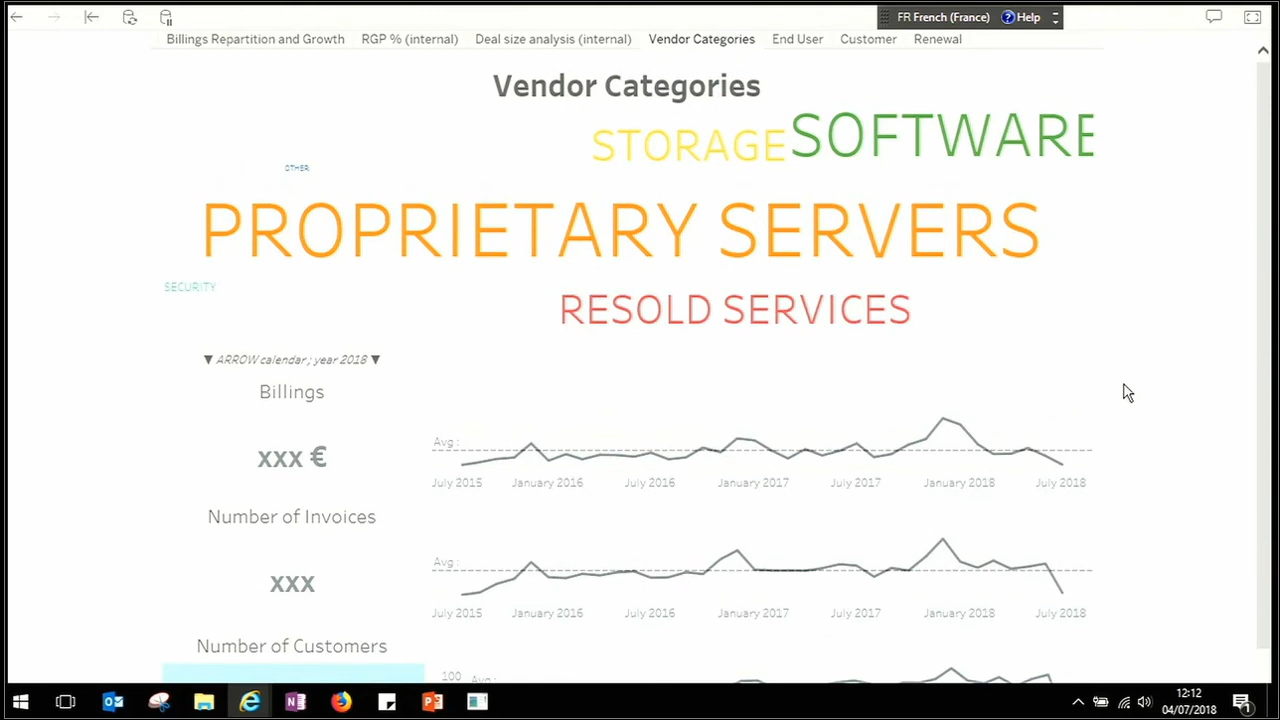 FR French (France) Help
Billings Repartition and Growth RGP % (internal) Deal size analysis (internal) Vendor Categories End User Customer Renewal
Vendor Categories
STORAGE SOFTWARE
OTHER
PROPRIETARY SERVERS
SECURITY
RESOLD SERVICES
▼ ARROW calendar ; year 2018 ▼
Billings
xxx €
Avg :
July 2015 January 2016 July 2016 January 2017 July 2017 January 2018 July 2018
Number of Invoices
xxx
Avg :
July 2015 January 2016 July 2016 January 2017 July 2017 January 2018 July 2018
Number of Customers
100 Avg :
12:12
04/07/2018
1